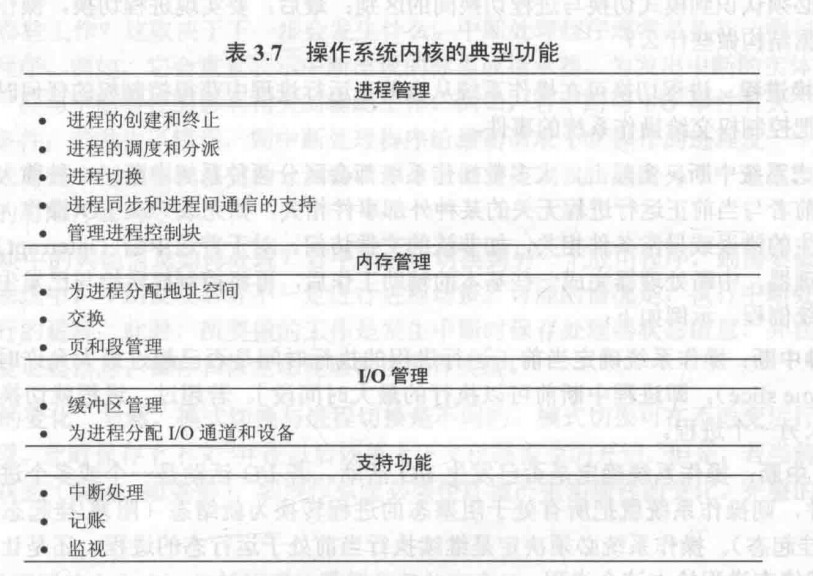 表 3.7 操作系统内核的典型功能
进程管理
• 进程的创建和终止
• 进程的调度和分派
• 进程切换
• 进程同步和进程间通信的支持
• 管理进程控制块
内存管理
• 为进程分配地址空间
• 交换
• 页和段管理
I/O 管理
• 缓冲区管理
• 为进程分配 I/O 通道和设备
支持功能
• 中断处理
• 记账
• 监视